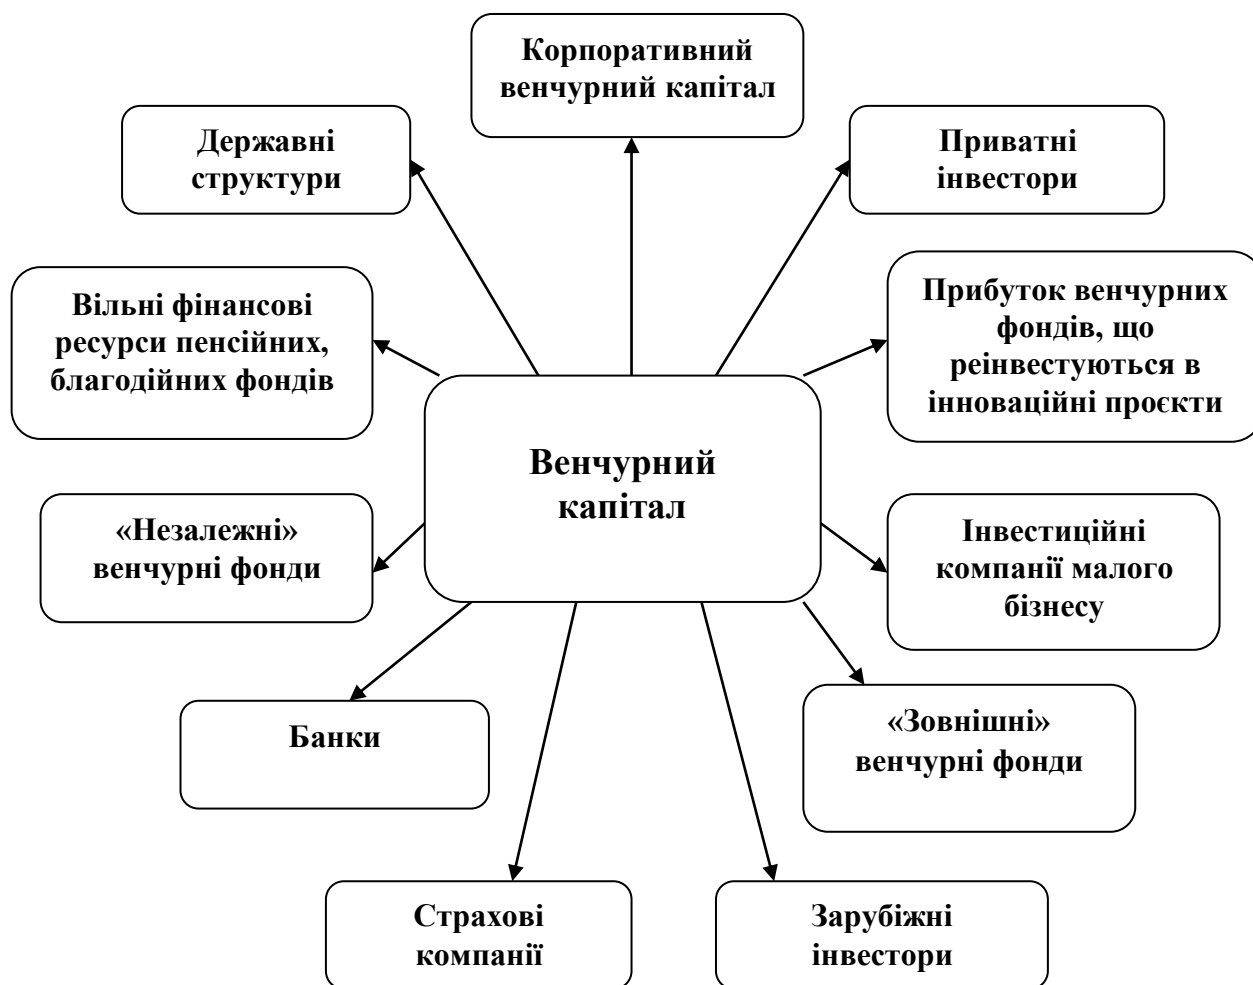 Корпоративний
венчурний капітал
Державні
структури
Приватні
інвестори
Вільні фінансові
ресурси пенсійних,
благодійних фондів
Прибуток венчурних
фондів, що
реінвестуються в
інноваційні проєкти
Венчурний
капітал
«Незалежні»
венчурні фонди
Інвестиційні
компанії малого
бізнесу
Банки
«Зовнішні»
венчурні фонди
Страхові
компанії
Зарубіжні
інвестори